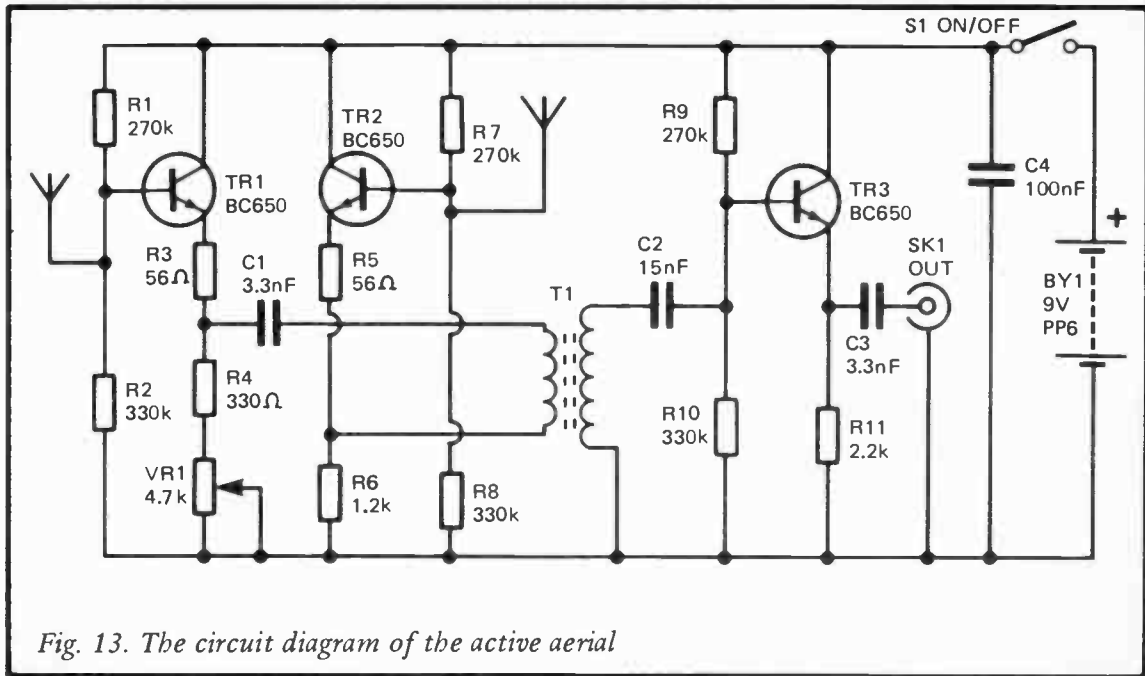 S1 ON/OFF
R1
270k
TR1
BC650
TR2
BC650
R7
270k
R9
270k
TR3
BC650
C4
100nF
+
R3
56Ω
C1
3.3nF
R5
56Ω
T1
C2
15nF
SK1
OUT
C3
3.3nF
BY1
9V
PP6
R2
330k
R4
330Ω
VR1
4.7k
R6
1.2k
R8
330k
R10
330k
R11
2.2k
Fig. 13. The circuit diagram of the active aerial